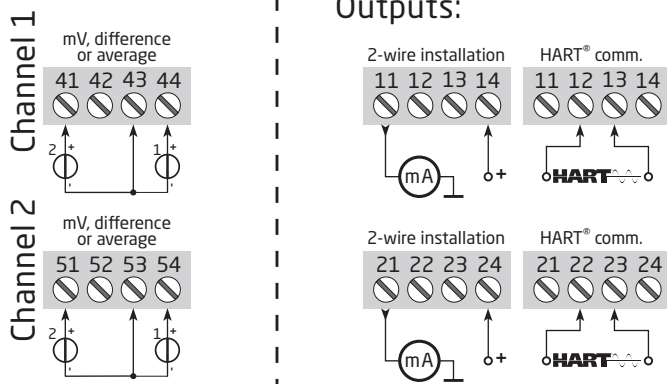 Channel 1
mV, difference
or average
41 42 43 44
2 + 1 +
- -
Channel 2
mV, difference
or average
51 52 53 54
2 + 1 +
- -
Outputs:
2-wire installation
11 12 13 14
mA +
HART® comm.
11 12 13 14
HART
2-wire installation
21 22 23 24
mA +
HART® comm.
21 22 23 24
HART